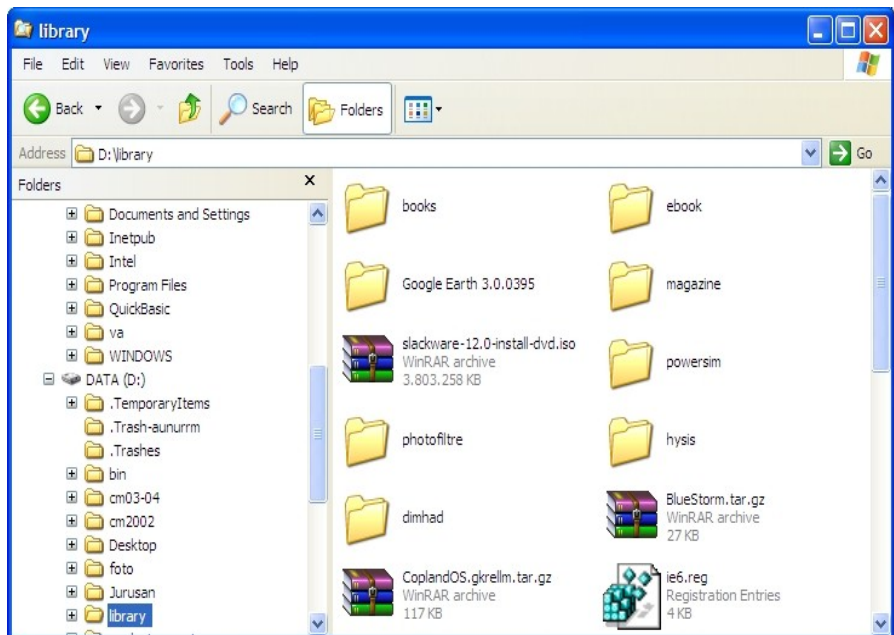 library
File Edit View Favorites Tools Help
Back Search Folders
Address D:\library Go
Folders x
Documents and Settings
Inetpub
Intel
Program Files
QuickBasic
va
WINDOWS
DATA (D:)
.TemporaryItems
.Trash-aunurrm
.Trashes
bin
cm03-04
cm2002
Desktop
foto
Jurusan
library
books
ebook
Google Earth 3.0.0395
magazine
slackware-12.0-install-dvd.iso
WinRAR archive
3.803.258 KB
powersim
photofiltre
hysis
dimhad
BlueStorm.tar.gz
WinRAR archive
27 KB
CoplandOS.gkrellm.tar.gz
WinRAR archive
117 KB
ie6.reg
Registration Entries
4 KB